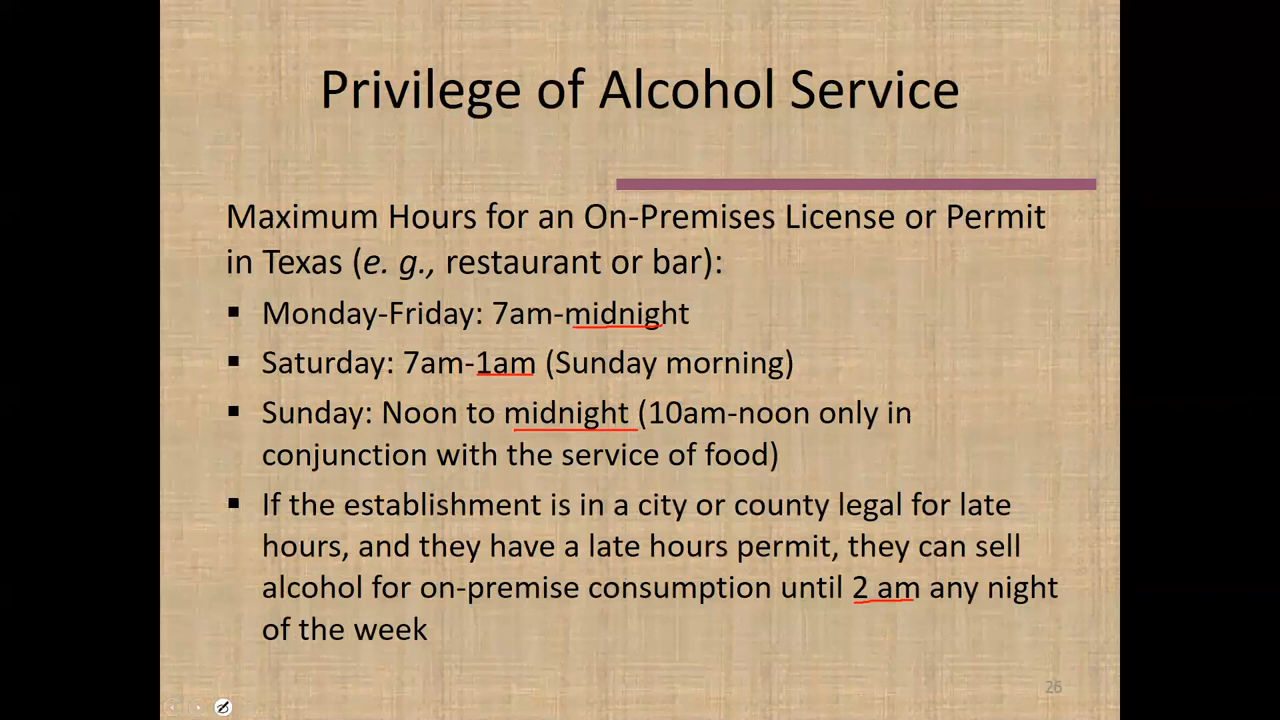 Privilege of Alcohol Service
Maximum Hours for an On-Premises License or Permit
in Texas (e. g., restaurant or bar):
▪ Monday-Friday: 7am-midnight
▪ Saturday: 7am-1am (Sunday morning)
▪ Sunday: Noon to midnight (10am-noon only in
conjunction with the service of food)
▪ If the establishment is in a city or county legal for late
hours, and they have a late hours permit, they can sell
alcohol for on-premise consumption until 2 am any night
of the week
26